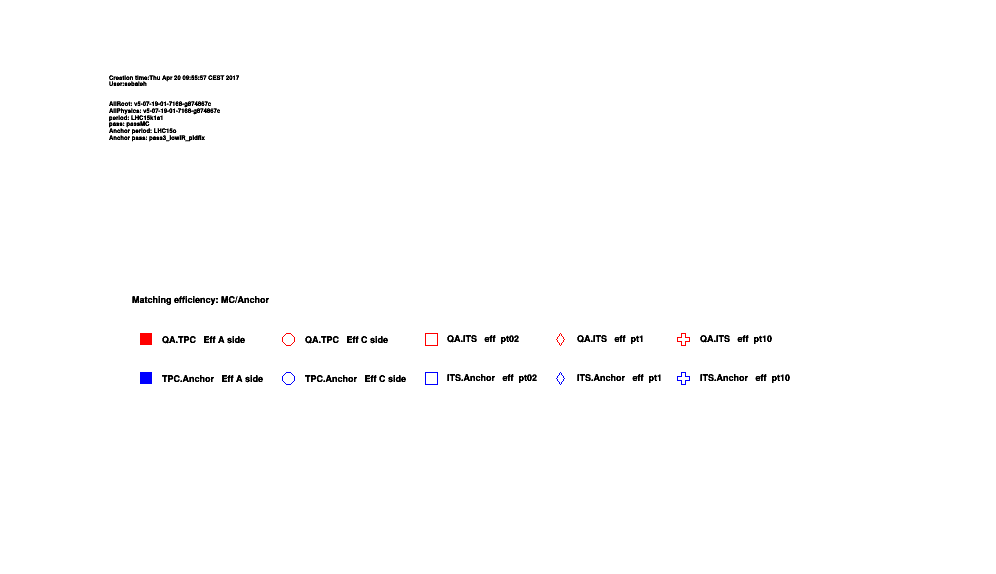 Creation time:Thu Apr 20 09:55:57 CEST 2017
User:sabaleh
AliRoot: v5-07-19-01-7168-g874867c
AliPhysics: v5-07-19-01-7168-g874867c
period: LHC15k1a1
pass: passMC
Anchor period: LHC15o
Anchor pass: pass3_lowIR_pidfix
Matching efficiency: MC/Anchor
QA.TPC Eff A side QA.TPC Eff C side QA.ITS eff pt02 QA.ITS eff pt1 QA.ITS eff pt10
TPC.Anchor Eff A side TPC.Anchor Eff C side ITS.Anchor eff pt02 ITS.Anchor eff pt1 ITS.Anchor eff pt10